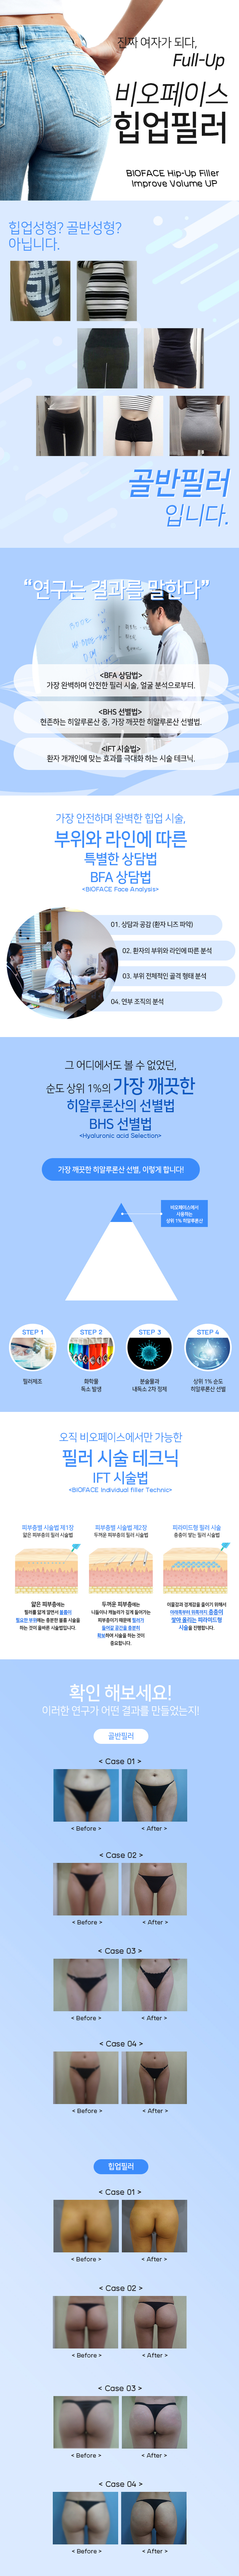 진짜 여자가 되다,
Full-Up
비오페이스
힙업필러
BIOFACE Hip-Up Filler
Improve Volume UP
힙업성형? 골반성형?
아닙니다.
골반필러
입니다.
“연구는 결과를 말한다”
<BFA 상담법>
가장 완벽하며 안전한 필러 시술, 얼굴 분석으로부터.
<BHS 선별법>
현존하는 히알루론산 중, 가장 깨끗한 히알루론산 선별법.
<IFT 시술법>
환자 개개인에 맞는 효과를 극대화 하는 시술 테크닉.
가장 안전하며 완벽한 힙업 시술,
부위와 라인에 따른
특별한 상담법
BFA 상담법
<BIOFACE Face Analysis>
01. 상담과 공감 (환자 니즈 파악)
02. 환자의 부위와 라인에 따른 분석
03. 부위 전체적인 골격 형태 분석
04. 연부 조직의 분석
그 어디에서도 볼 수 없었던,
순도 상위 1%의 가장 깨끗한
히알루론산의 선별법
BHS 선별법
<Hyaluronic acid Selection>
가장 깨끗한 히알루론산 선별, 이렇게 합니다!
비오페이스에서
사용하는
상위 1% 히알루론산
STEP 1
STEP 2
STEP 3
STEP 4
필러제조
화학물
독소 발생
분술물과
내독소 2차 정제
상위 1% 순도
히알루론산 선빌
오직 비오페이스에서만 가능한
필러 시술 테크닉
IFT 시술법
<BIOFACE Individual filler Technic>
피부층별 시술법 제1장
얇은 피부층의 필러 시술법
피부층별 시술법 제2장
두꺼운 피부층의 필러 시술법
피라미드형 필러 시술
층층이 쌓는 필러 시술법
얇은 피부층에는
필러를 얇게 깔면서 볼륨이
필요한 부위에는 충분한 볼륨 시술을
하는 것이 올바른 시술법입니다.
두꺼운 피부층에는
니들이나 캐뉼라가 깊게 들어가는
피부층이기 때문에 필러가
들어갈 공간을 충분히
확보하여 시술을 하는 것이
중요합니다.
이물감과 경계감을 줄이기 위해서
아래쪽부터 위쪽까지 층층이
쌓아 올리는 피라미드형
시술을 진행합니다.
확인 해보세요!
이러한 연구가 어떤 결과를 만들었는지!
골반필러
< Case 01 >
< Before >
< After >
< Case 02 >
< Before >
< After >
< Case 03 >
< Before >
< After >
< Case 04 >
< Before >
< After >
힙업필러
< Case 01 >
< Before >
< After >
< Case 02 >
< Before >
< After >
< Case 03 >
< Before >
< After >
< Case 04 >
< Before >
< After >